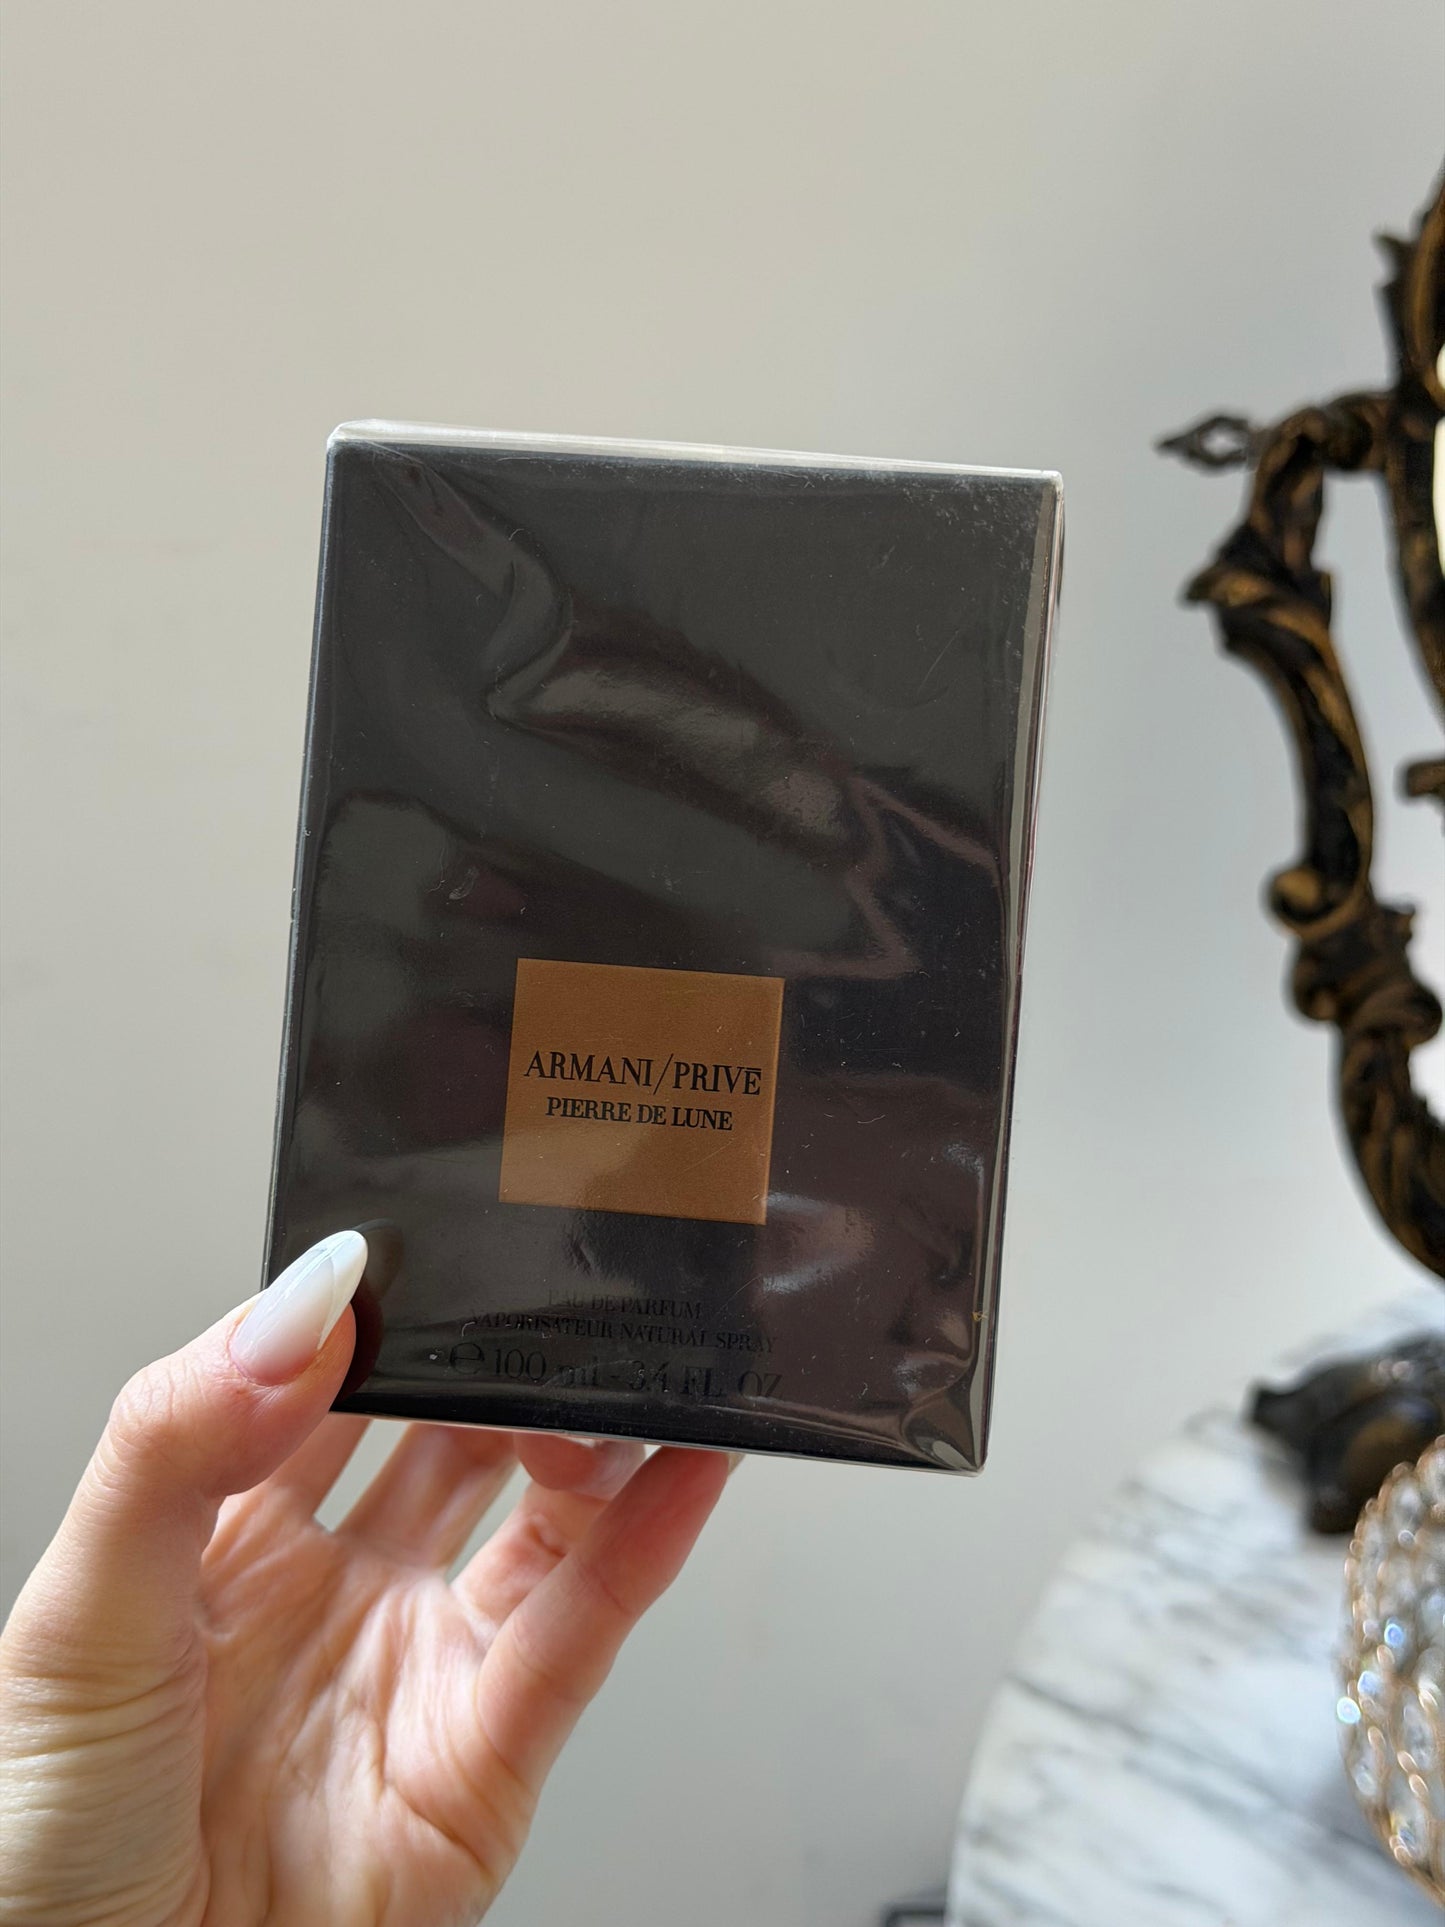 ARMANI/PRIVĒ
PIERRE DE LUNE
EAU DE PARFUM
VAPORISATEUR NATURAL SPRAY
℮ 100 ml - 3.4 FL. OZ